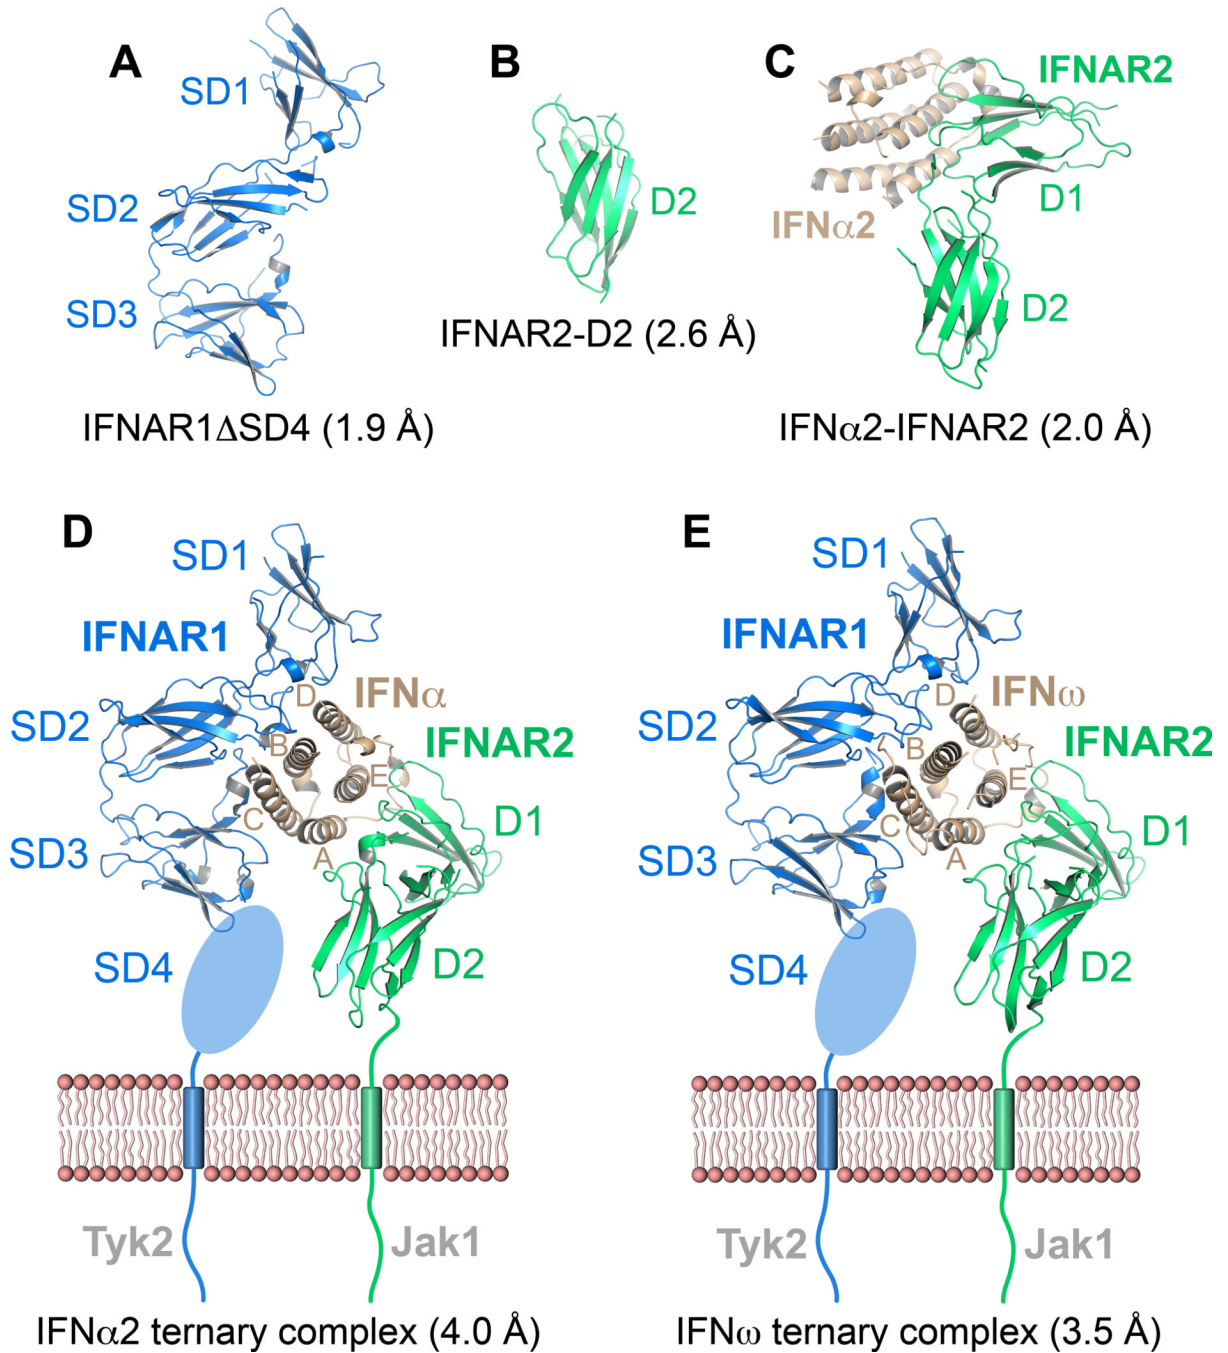 A
SD1
SD2
SD3
IFNAR1ΔSD4 (1.9 Å)
B
D2
IFNAR2-D2 (2.6 Å)
C
IFNAR2
D1
IFNα2
D2
IFNα2-IFNAR2 (2.0 Å)
D
SD1
IFNAR1
D
IFNα
SD2
IFNAR2
B
E
C
D1
SD3
A
SD4
D2
Tyk2
Jak1
IFNα2 ternary complex (4.0 Å)
E
SD1
IFNAR1
D
IFNω
SD2
IFNAR2
B
E
C
D1
SD3
A
SD4
D2
Tyk2
Jak1
IFNω ternary complex (3.5 Å)